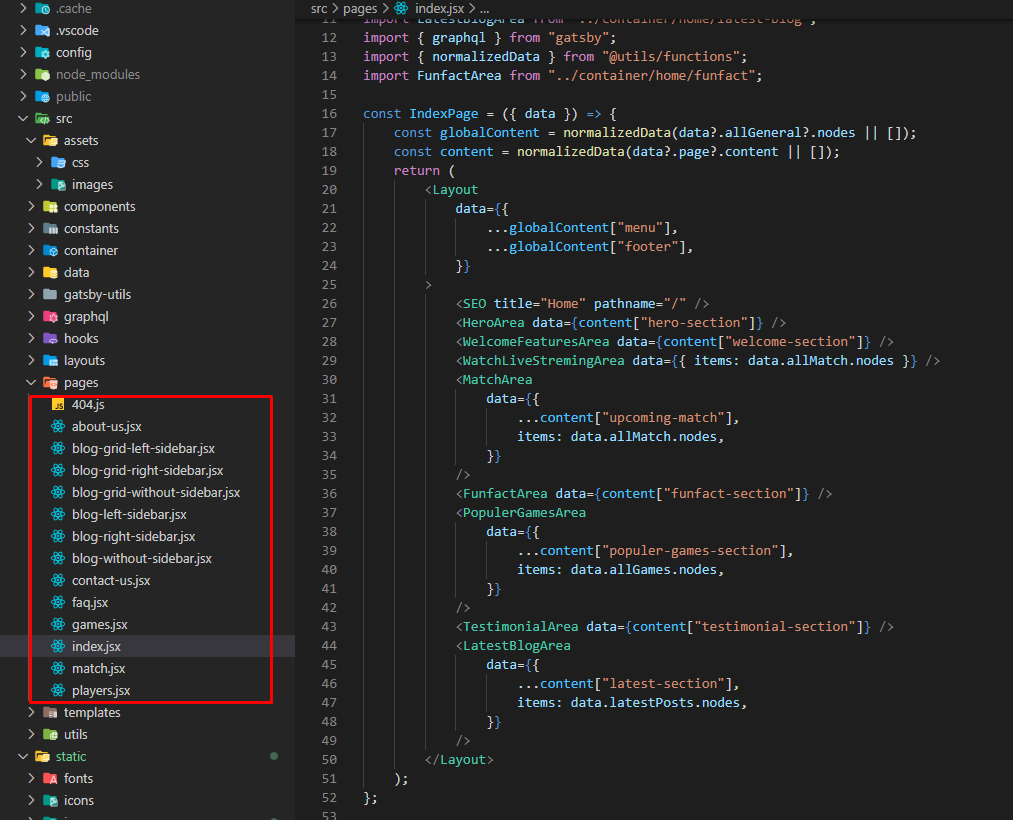 .cache
.vscode
config
node_modules
public
src
assets
css
images
components
constants
container
data
gatsby-utils
graphql
hooks
layouts
pages
404.js
about-us.jsx
blog-grid-left-sidebar.jsx
blog-grid-right-sidebar.jsx
blog-grid-without-sidebar.jsx
blog-left-sidebar.jsx
blog-right-sidebar.jsx
blog-without-sidebar.jsx
contact-us.jsx
faq.jsx
games.jsx
index.jsx
match.jsx
players.jsx
templates
utils
static
fonts
icons
src > pages > index.jsx > ...
11 import LatestBlogArea from "../container/home/latest-blog";
12 import { graphql } from "gatsby";
13 import { normalizedData } from "@utils/functions";
14 import FunfactArea from "../container/home/funfact";
15
16 const IndexPage = ({ data }) => {
17 const globalContent = normalizedData(data?.allGeneral?.nodes || []);
18 const content = normalizedData(data?.page?.content || []);
19 return (
20 <Layout
21 data={{
22 ...globalContent["menu"],
23 ...globalContent["footer"],
24 }}
25 >
26 <SEO title="Home" pathname="/" />
27 <HeroArea data={content["hero-section"]} />
28 <WelcomeFeaturesArea data={content["welcome-section"]} />
29 <WatchLiveStremingArea data={{ items: data.allMatch.nodes }} />
30 <MatchArea
31 data={{
32 ...content["upcoming-match"],
33 items: data.allMatch.nodes,
34 }}
35 />
36 <FunfactArea data={content["funfact-section"]} />
37 <PopulerGamesArea
38 data={{
39 ...content["populer-games-section"],
40 items: data.allGames.nodes,
41 }}
42 />
43 <TestimonialArea data={content["testimonial-section"]} />
44 <LatestBlogArea
45 data={{
46 ...content["latest-section"],
47 items: data.latestPosts.nodes,
48 }}
49 />
50 </Layout>
51 );
52 };
53